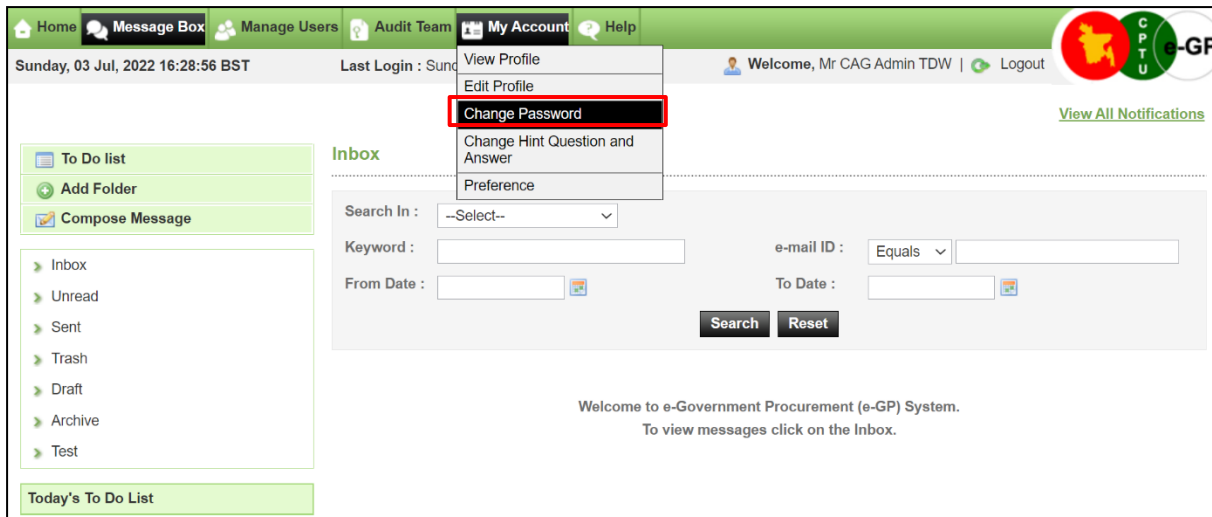 Home Message Box Manage Users Audit Team My Account Help
CPTU e-GP
Sunday, 03 Jul, 2022 16:28:56 BST Last Login : Sund Welcome, Mr CAG Admin TDW | Logout
View Profile
Edit Profile
Change Password
Change Hint Question and
Answer
Preference
View All Notifications
To Do list
Add Folder
Compose Message
Inbox
Unread
Sent
Trash
Draft
Archive
Test
Today's To Do List
Inbox
Search In : --Select--
Keyword : e-mail ID : Equals
From Date : To Date :
Search Reset
Welcome to e-Government Procurement (e-GP) System.
To view messages click on the Inbox.